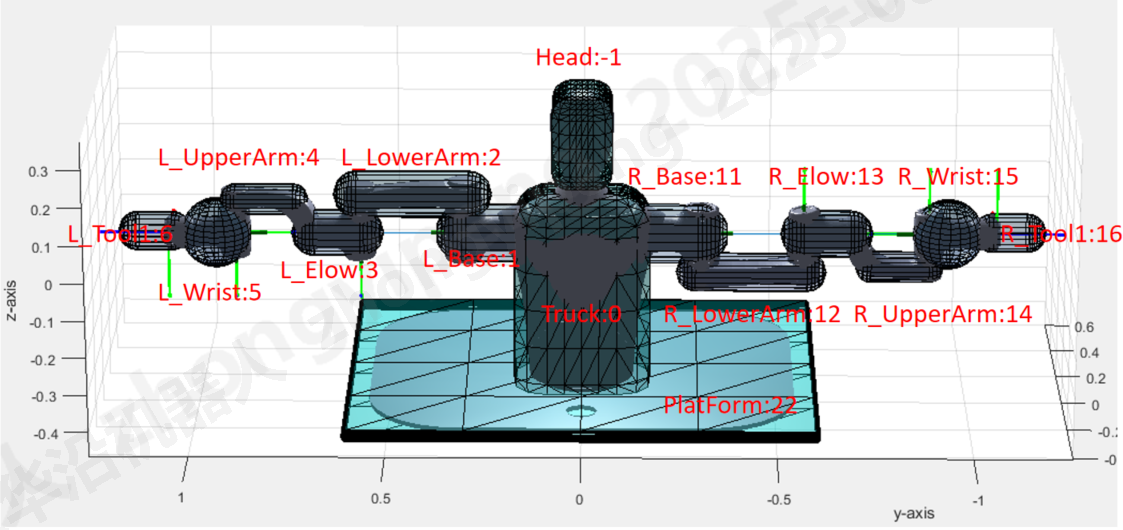 Head:-1
L_UpperArm:4
L_LowerArm:2
R_Base:11
R_Elow:13
R_Wrist:15
L_Tool1:6
R_Tool1:16
L_Elow:3
L_Base:1
L_Wrist:5
Truck:0
R_LowerArm:12
R_UpperArm:14
PlatForm:22
z-axis
0.3
0.2
0.1
0
-0.1
-0.2
-0.3
-0.4
1
0.5
0
-0.5
-1
y-axis
0.6
0.4
0.2
0